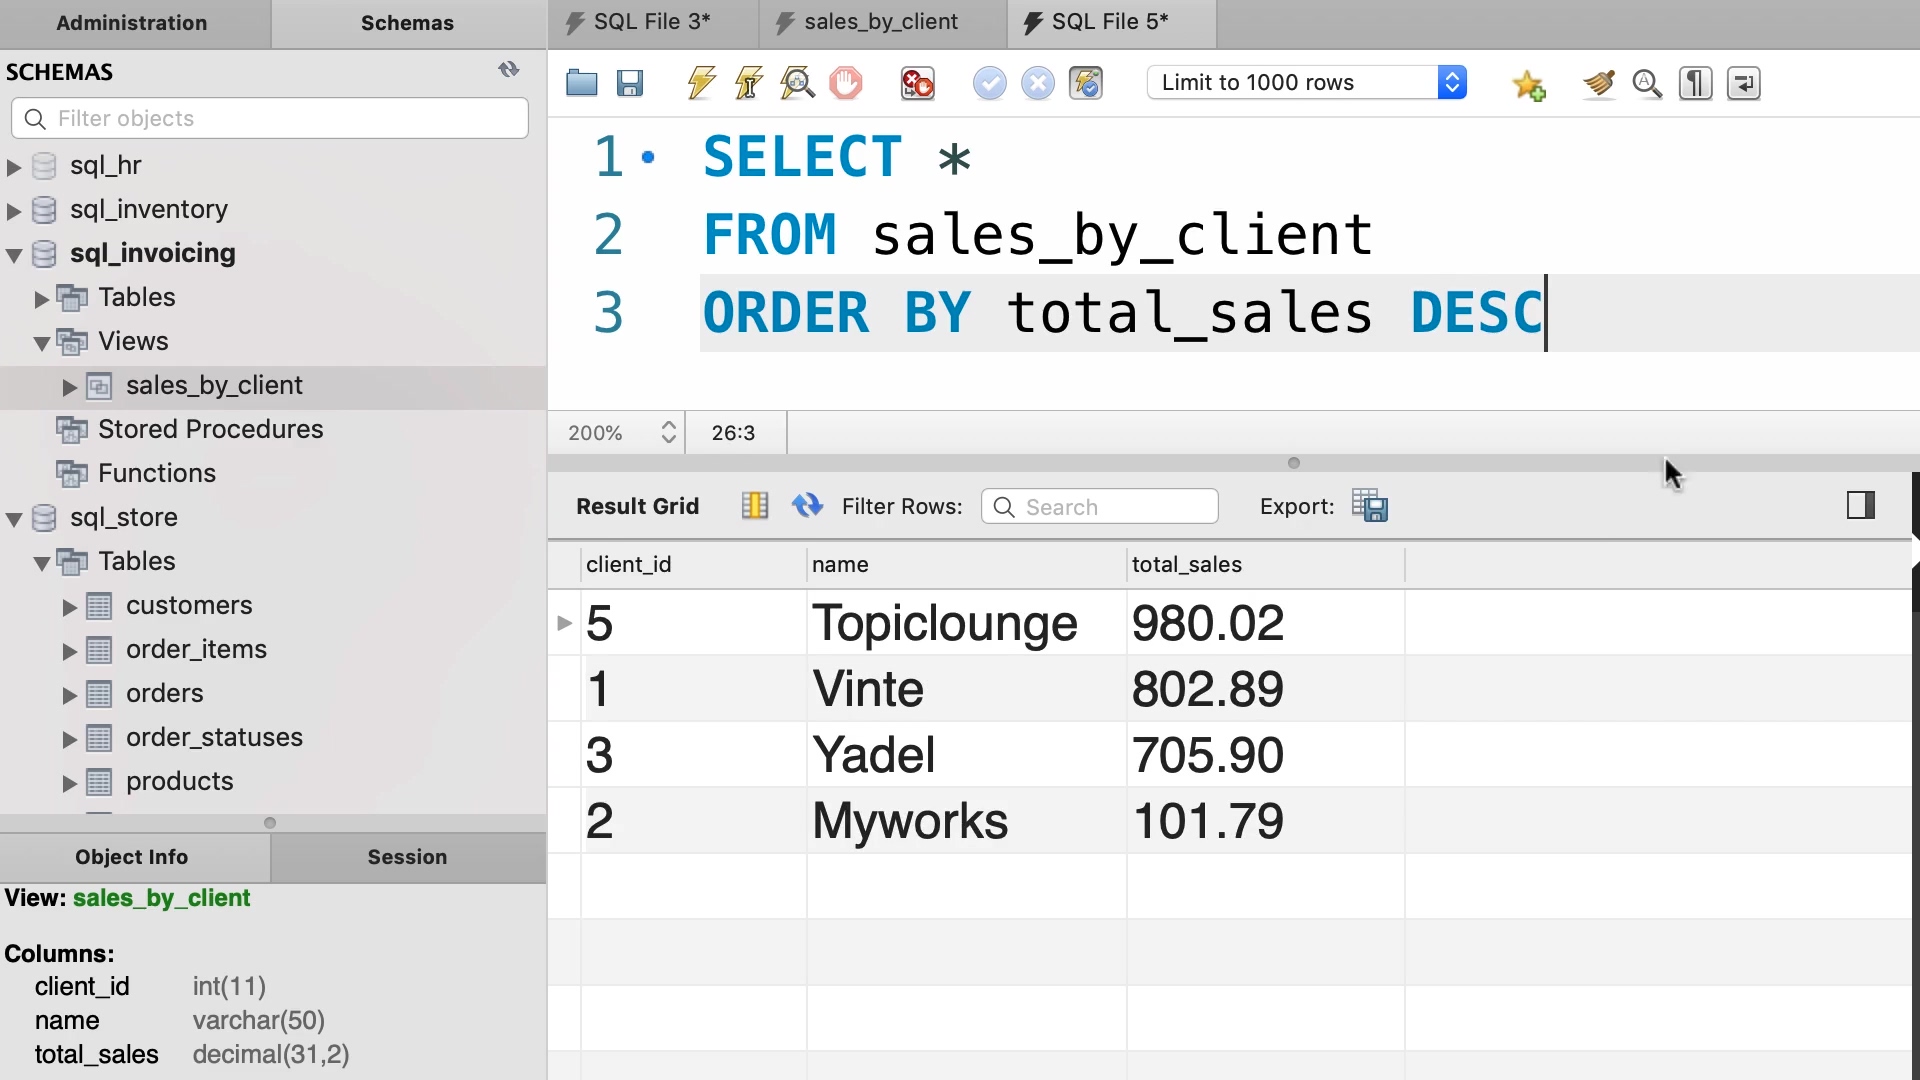 Administration
Schemas
SCHEMAS
Filter objects
sql_hr
sql_inventory
sql_invoicing
Tables
Views
sales_by_client
Stored Procedures
Functions
sql_store
Tables
customers
order_items
orders
order_statuses
products
Object Info
Session
View: sales_by_client
Columns:
client_id int(11)
name varchar(50)
total_sales decimal(31,2)
SQL File 3*
sales_by_client
SQL File 5*
Limit to 1000 rows
1 SELECT *
2 FROM sales_by_client
3 ORDER BY total_sales DESC
200% 26:3
Result Grid Filter Rows: Search Export:
client_id name total_sales
5 Topiclounge 980.02
1 Vinte 802.89
3 Yadel 705.90
2 Myworks 101.79